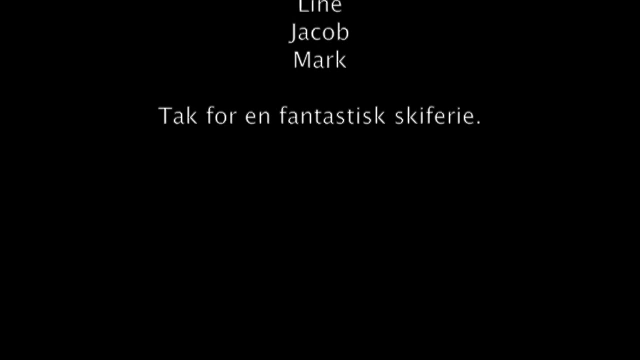 Line
Jacob
Mark
Tak for en fantastisk skiferie.